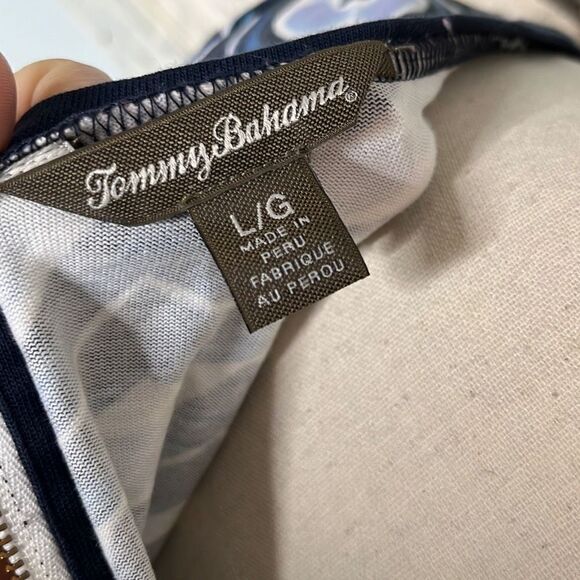 Tommy Bahama®
L/G
MADE IN
PERU
FABRIQUE
AU PEROU